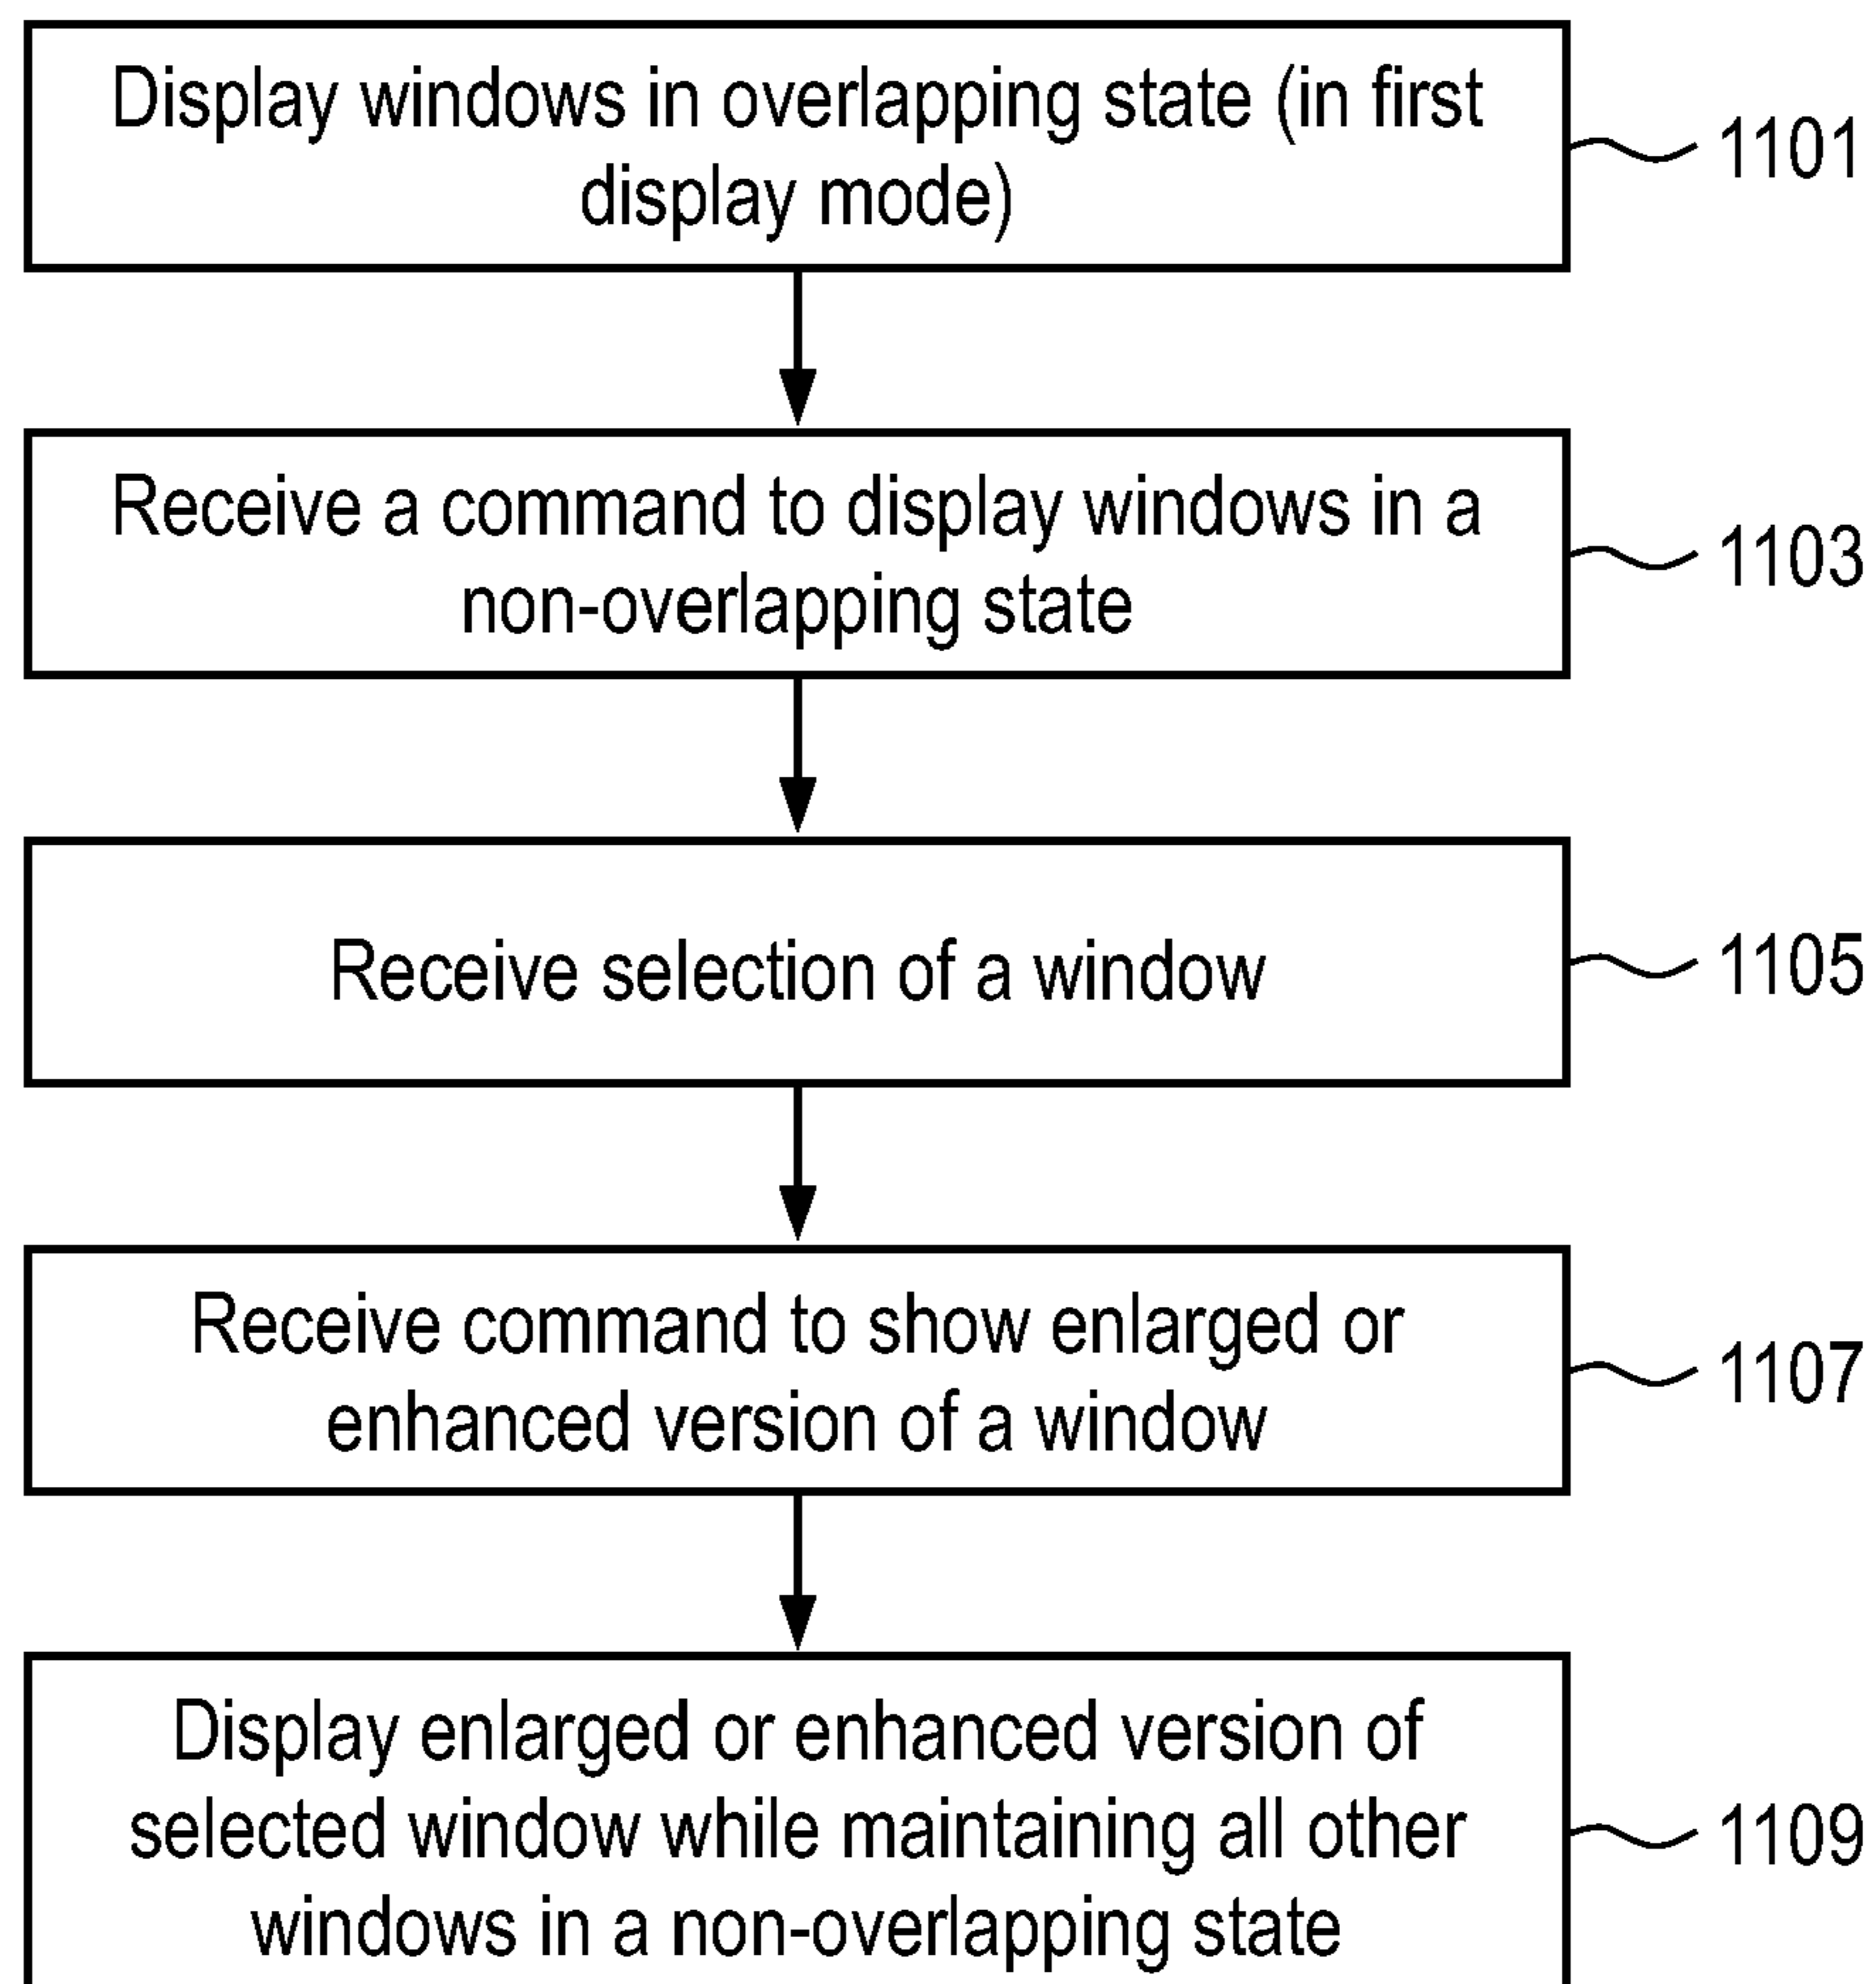 Display windows in overlapping state (in first
display mode)
1101
Receive a command to display windows in a
non-overlapping state
1103
Receive selection of a window
1105
Receive command to show enlarged or
enhanced version of a window
1107
Display enlarged or enhanced version of
selected window while maintaining all other
windows in a non-overlapping state
1109